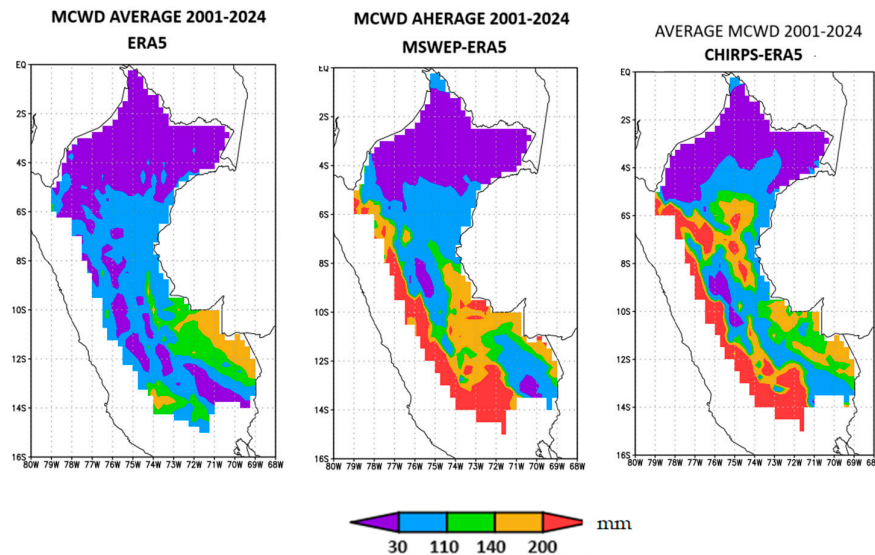 MCWD AVERAGE 2001-2024
ERA5
MCWD AHERAGE 2001-2024
MSWEP-ERA5
AVERAGE MCWD 2001-2024
CHIRPS-ERA5
EQ
2S
4S
6S
8S
10S
12S
14S
16S
80W 79W 78W 77W 76W 75W 74W 73W 72W 71W 70W 69W 68W
EQ
2S
4S
6S
8S
10S
12S
14S
16S
80W 79W 78W 77W 76W 75W 74W 73W 72W 71W 70W 69W 68W
EQ
2S
4S
6S
8S
10S
12S
14S
16S
80W 79W 78W 77W 76W 75W 74W 73W 72W 71W 70W 69W 68W
30 110 140 200 mm